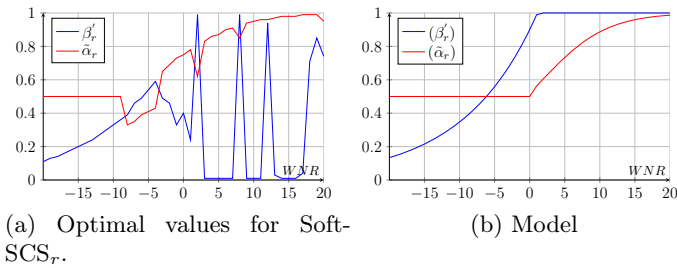 1
0.8
0.6
0.4
0.2
0
−15 −10 −5 0 5 10 15 20
WNR
β′r
α̃r
(a) Optimal values for Soft-
SCSr.
1
0.8
0.6
0.4
0.2
0
−15 −10 −5 0 5 10 15 20
WNR
(β′r)
(α̃r)
(b) Model